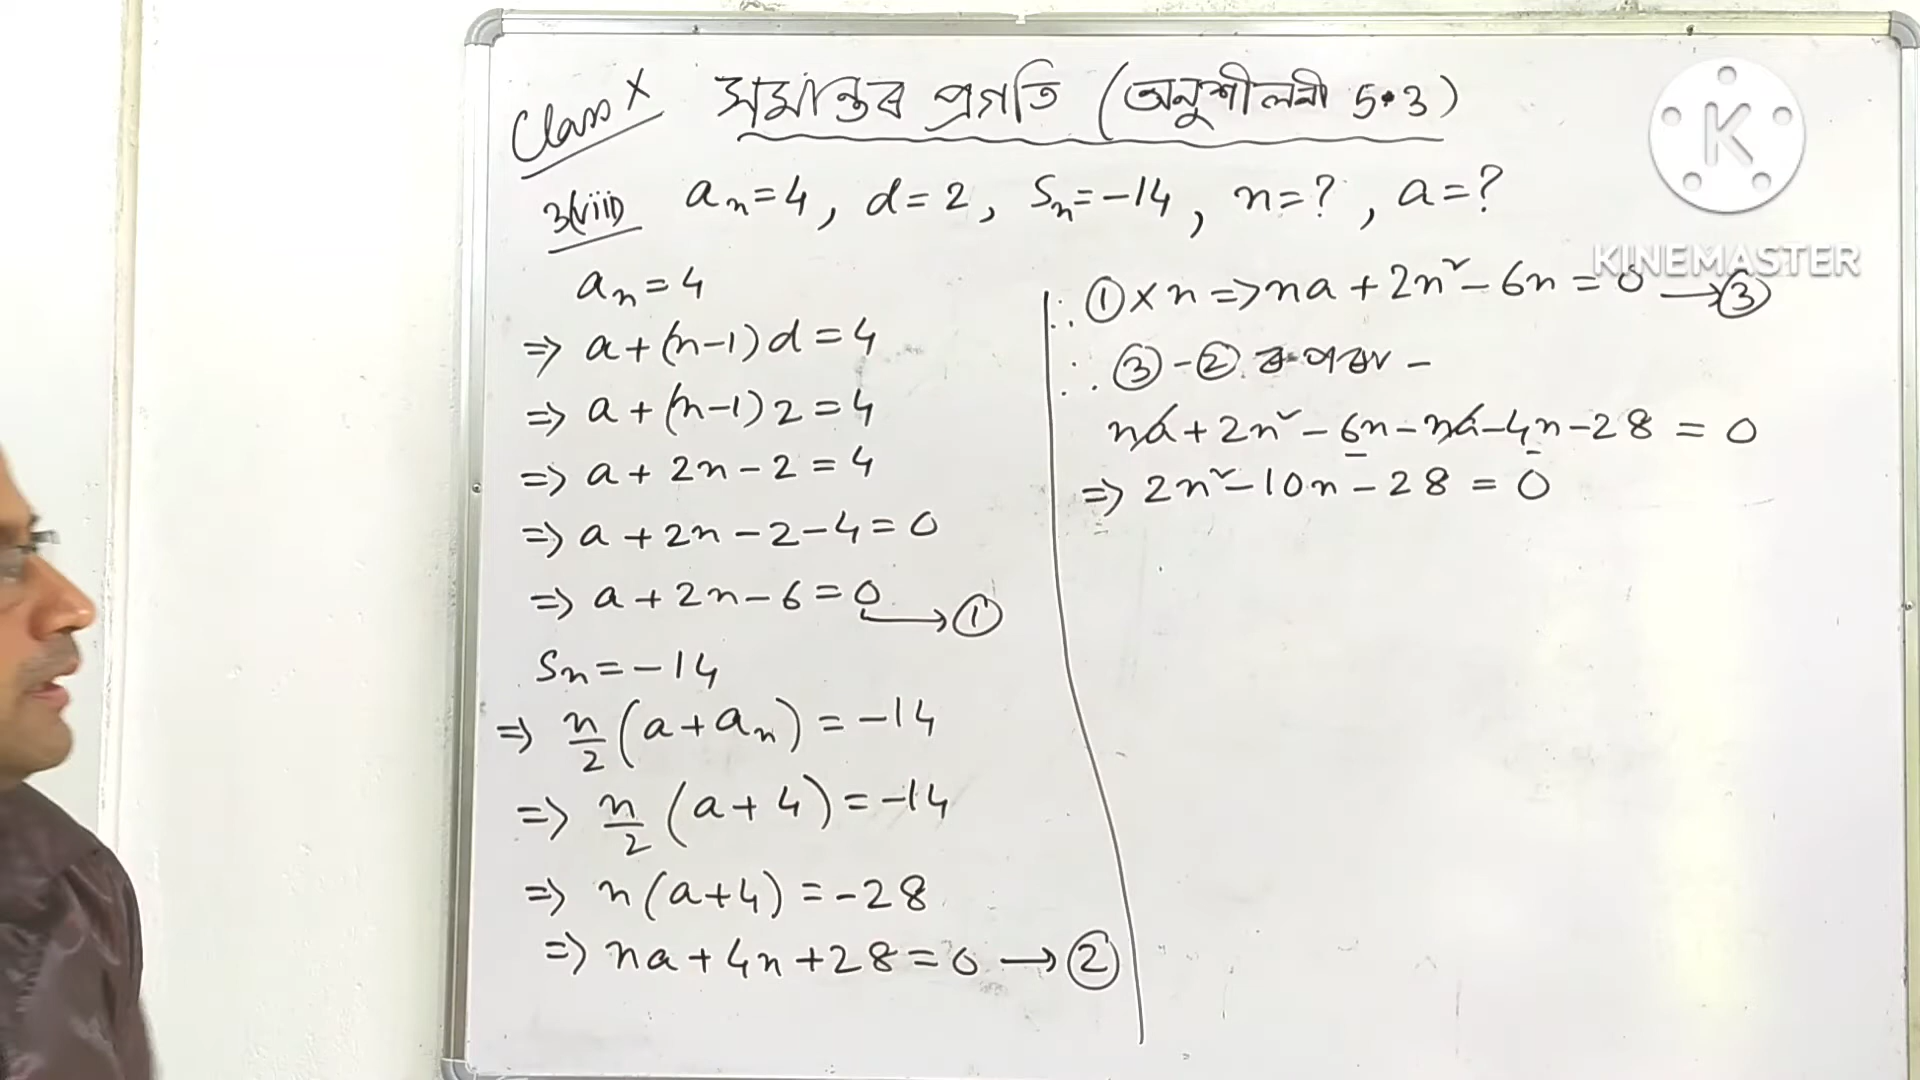 Class X
সমান্তৰ প্ৰগতি (অনুশীলনী 5.3)
3(viii) aₙ=4, d=2, Sₙ=-14, n=?, a=?
aₙ=4
=> a+(n-1)d=4
=> a+(n-1)2=4
=> a+2n-2=4
=> a+2n-2-4=0
=> a+2n-6=0 → ①
Sₙ=-14
=> n/2 (a+aₙ)=-14
=> n/2 (a+4)=-14
=> n(a+4)=-28
=> na+4n+28=0 → ②
∴ ①×n => na+2n²-6n=0 → ③
∴ ③-②
na+2n²-6n-na-4n-28=0
=> 2n²-10n-28=0
K
KINEMASTER